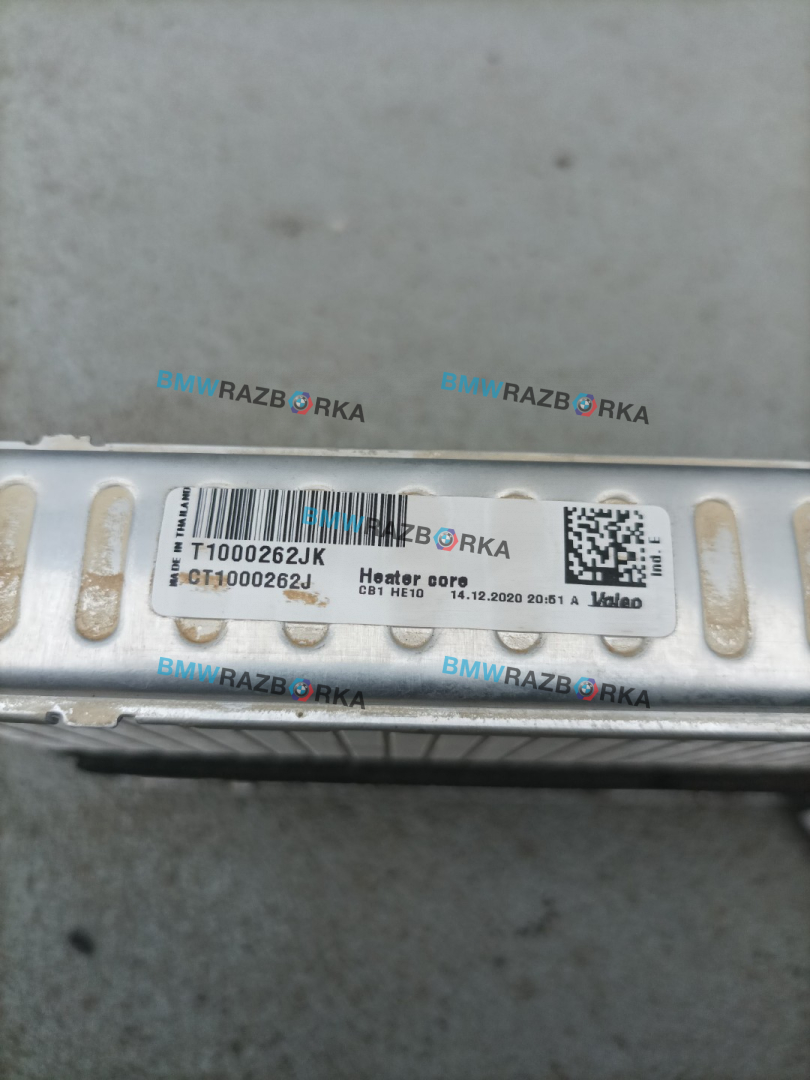 BMWRAZBORKA
BMWRAZBORKA
MADE IN THAILAND
BMWRAZBORKA
T1000262JK
CT1000262J
Heater core
CB1 HE10 14.12.2020 20:51 A
Valeo
Ind. E
BMWRAZBORKA
BMWRAZBORKA